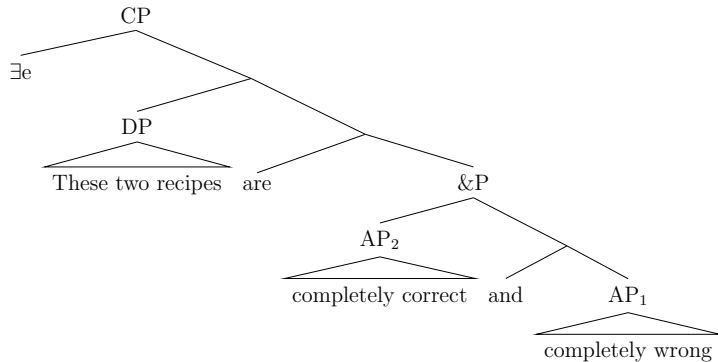 CP
∃e
DP
These two recipes are
&P
AP₂
completely correct and
AP₁
completely wrong